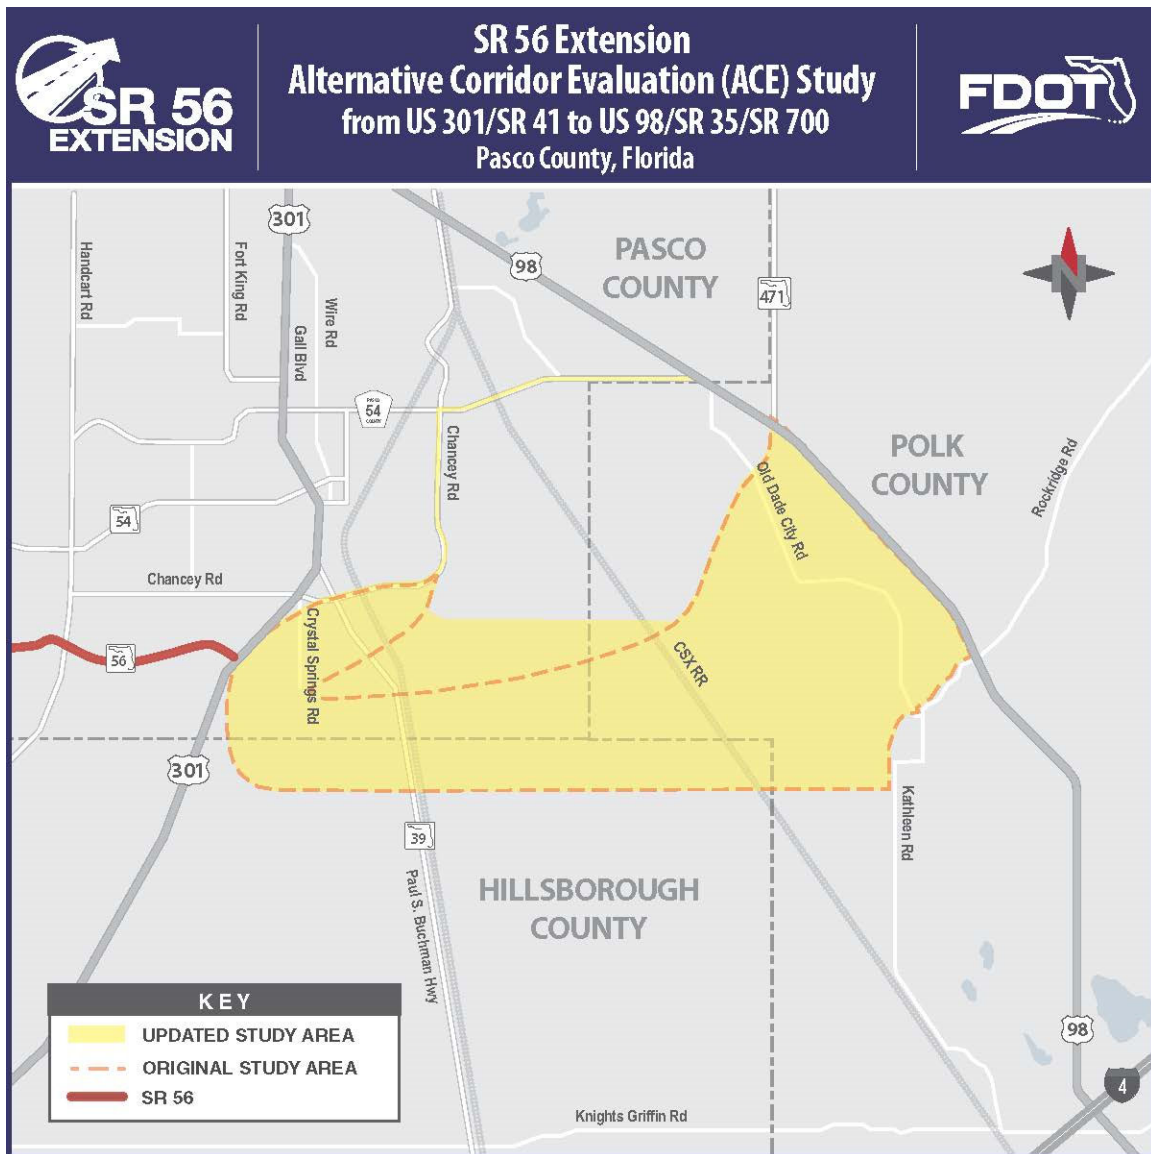 SR 56
EXTENSION
SR 56 Extension
Alternative Corridor Evaluation (ACE) Study
from US 301/SR 41 to US 98/SR 35/SR 700
Pasco County, Florida
FDOT
301
Handcart Rd
Fort King Rd
Gall Blvd
Wire Rd
98
PASCO
COUNTY
471
N
PASCO
54
COUNTY
Chancey Rd
POLK
COUNTY
Rockridge Rd
Old Dade City Rd
54
Chancey Rd
56
Crystal Springs Rd
CSX RR
301
39
Paul S. Buchman Hwy
Kathleen Rd
HILLSBOROUGH
COUNTY
KEY
UPDATED STUDY AREA
ORIGINAL STUDY AREA
SR 56
98
4
Knights Griffin Rd